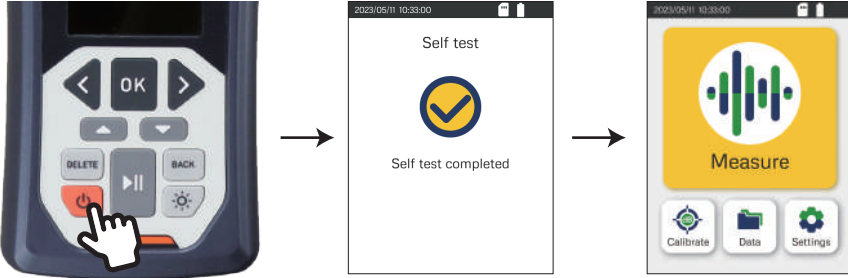 OK
DELETE
BACK
2023/05/11 10:33:00
Self test
Self test completed
2023/05/11 10:33:00
Measure
Calibrate
Data
Settings